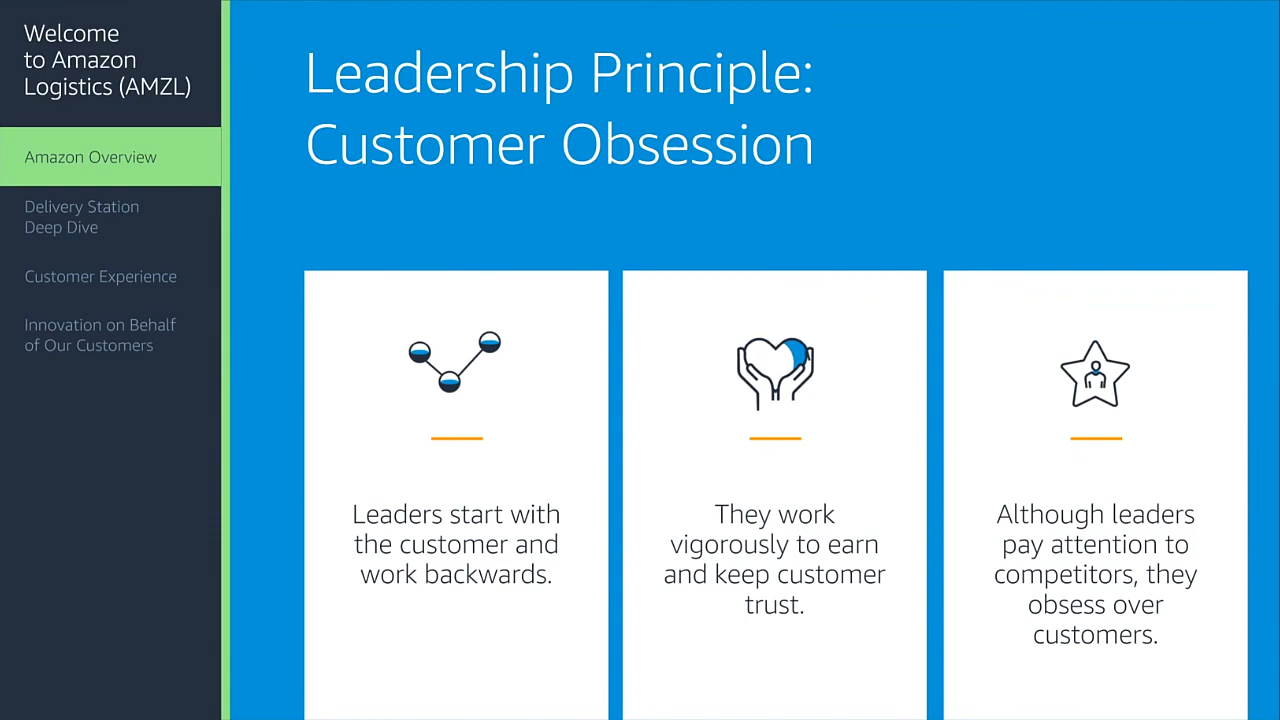 Welcome
to Amazon
Logistics (AMZL)
Amazon Overview
Delivery Station
Deep Dive
Customer Experience
Innovation on Behalf
of Our Customers
Leadership Principle:
Customer Obsession
Leaders start with
the customer and
work backwards.
They work
vigorously to earn
and keep customer
trust.
Although leaders
pay attention to
competitors, they
obsess over
customers.